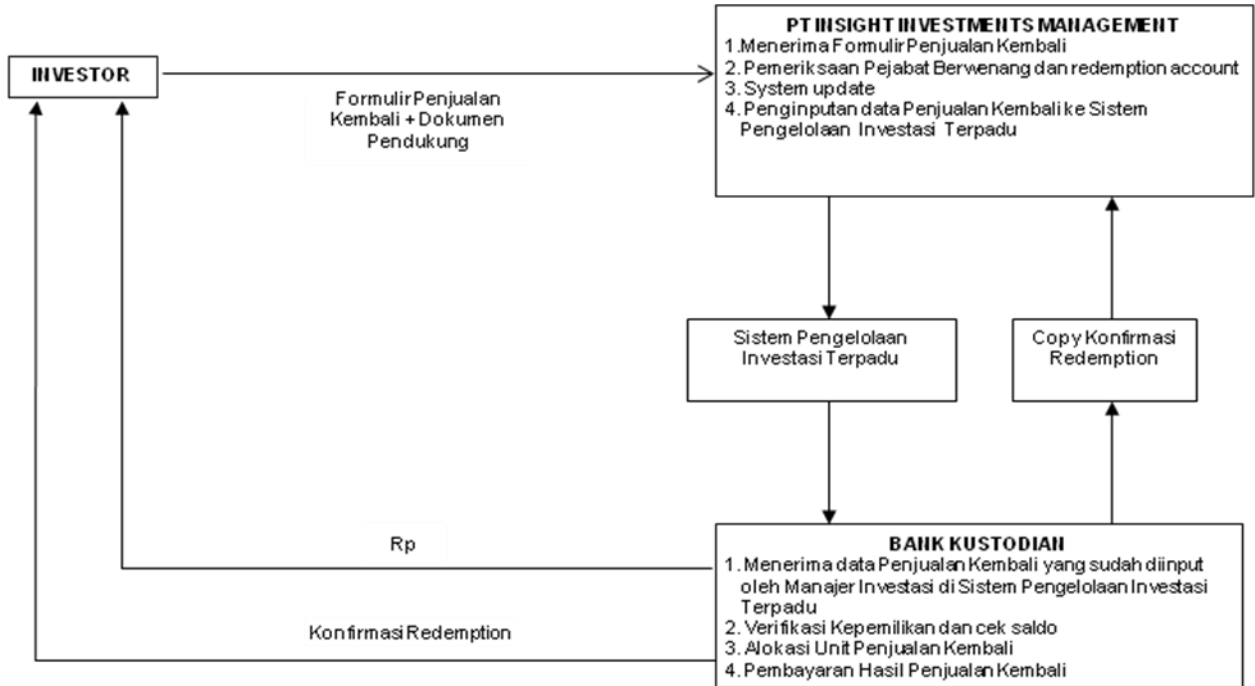 PT INSIGHT INVESTMENTS MANAGEMENT
1.Menerima Formulir Penjualan Kembali
2. Pemeriksaan Pejabat Berwenang dan redemption account
3. System update
4. Penginputan data Penjualan Kembali ke Sistem
Pengelolaan Investasi Terpadu
INVESTOR
Formulir Penjualan
Kembali + Dokumen
Pendukung
Sistem Pengelolaan
Investasi Terpadu
Copy Konfirmasi
Redemption
Rp
Konfirmasi Redemption
BANK KUSTODIAN
1. Menerima data Penjualan Kembali yang sudah diinput
oleh Manajer Investasi di Sistem Pengelolaan Investasi
Terpadu
2. Verifikasi Kepemilikan dan cek saldo
3. Alokasi Unit Penjualan Kembali
4. Pembayaran Hasil Penjualan Kembali